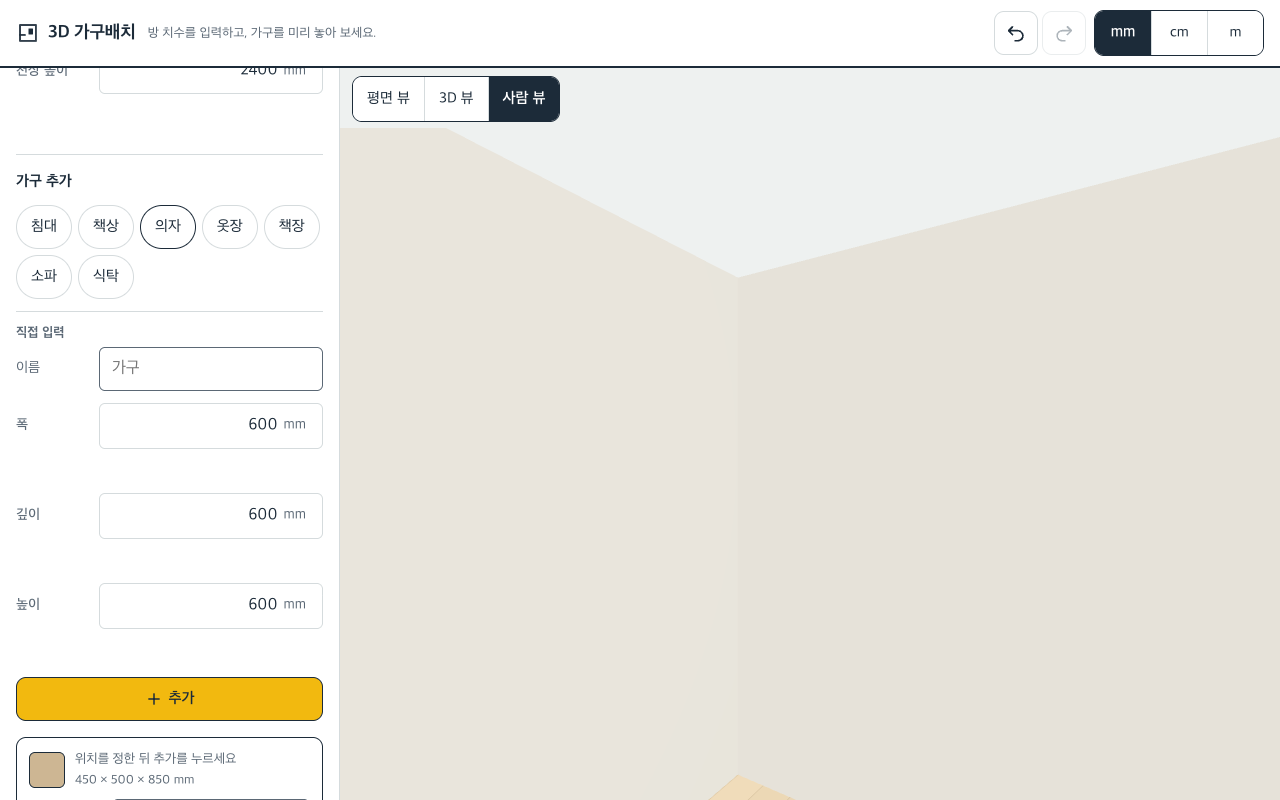 3D 가구배치
방 치수를 입력하고, 가구를 미리 놓아 보세요.
mm
cm
m
천장 높이
2400 mm
평면 뷰
3D 뷰
사람 뷰
가구 추가
침대
책상
의자
옷장
책장
소파
식탁
직접 입력
이름
가구
폭
600 mm
깊이
600 mm
높이
600 mm
+ 추가
위치를 정한 뒤 추가를 누르세요
450 × 500 × 850 mm